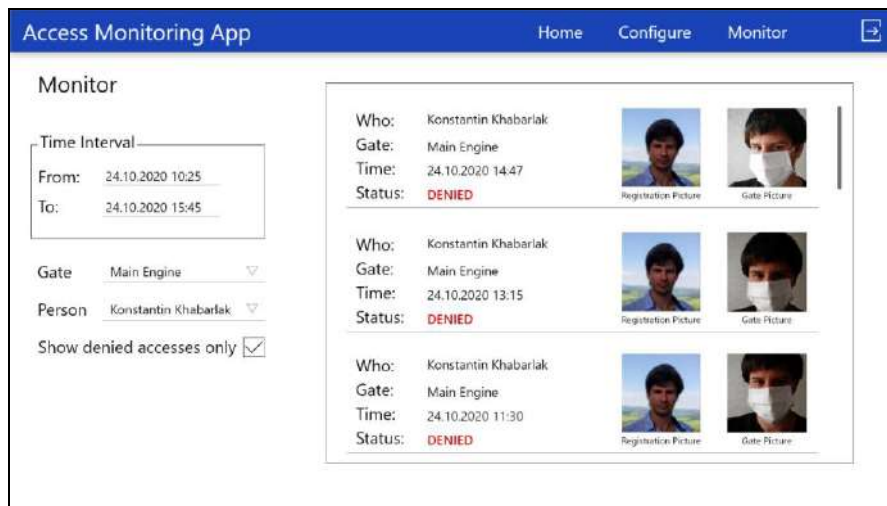 Access Monitoring App Home Configure Monitor
Monitor
Time Interval
From: 24.10.2020 10:25
To: 24.10.2020 15:45
Gate Main Engine
Person Konstantin Khabarlak
Show denied accesses only
Who: Konstantin Khabarlak
Gate: Main Engine
Time: 24.10.2020 14:47
Status: DENIED
Registration Picture Gate Picture
Who: Konstantin Khabarlak
Gate: Main Engine
Time: 24.10.2020 13:15
Status: DENIED
Registration Picture Gate Picture
Who: Konstantin Khabarlak
Gate: Main Engine
Time: 24.10.2020 11:30
Status: DENIED
Registration Picture Gate Picture